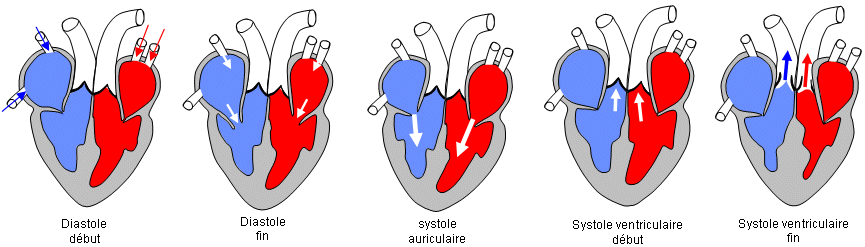 Diastole
début
Diastole
fin
systole
auriculaire
Systole ventriculaire
début
Systole ventriculaire
fin